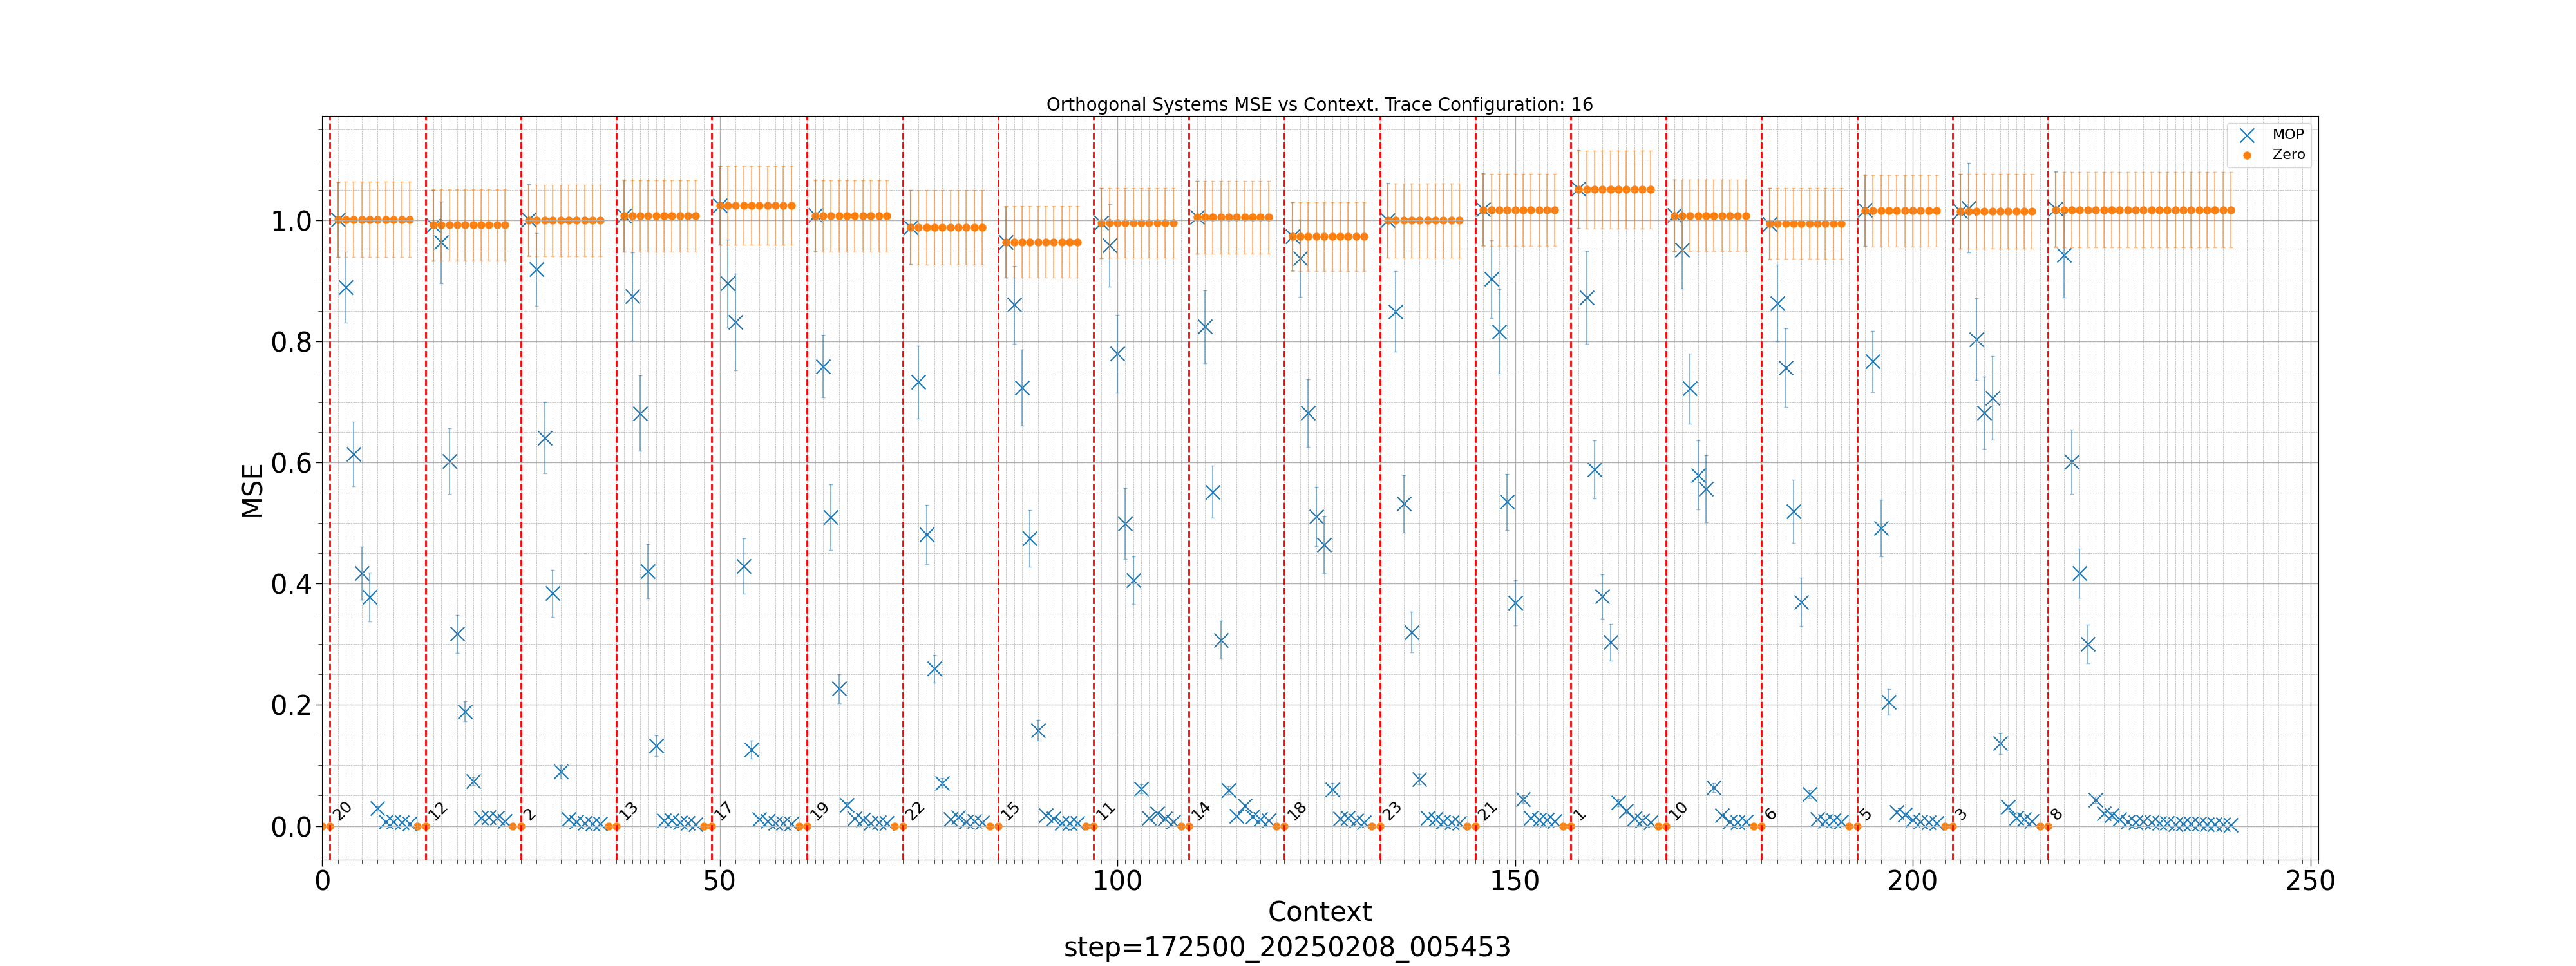 Orthogonal Systems MSE vs Context. Trace Configuration: 16
MOP
Zero
MSE
1.0
0.8
0.6
0.4
0.2
0.0
20 12 2 13 17 19 22 15 11 14 18 23 21 1 10 6 5 3 8
0 50 100 150 200 250
Context
step=172500_20250208_005453